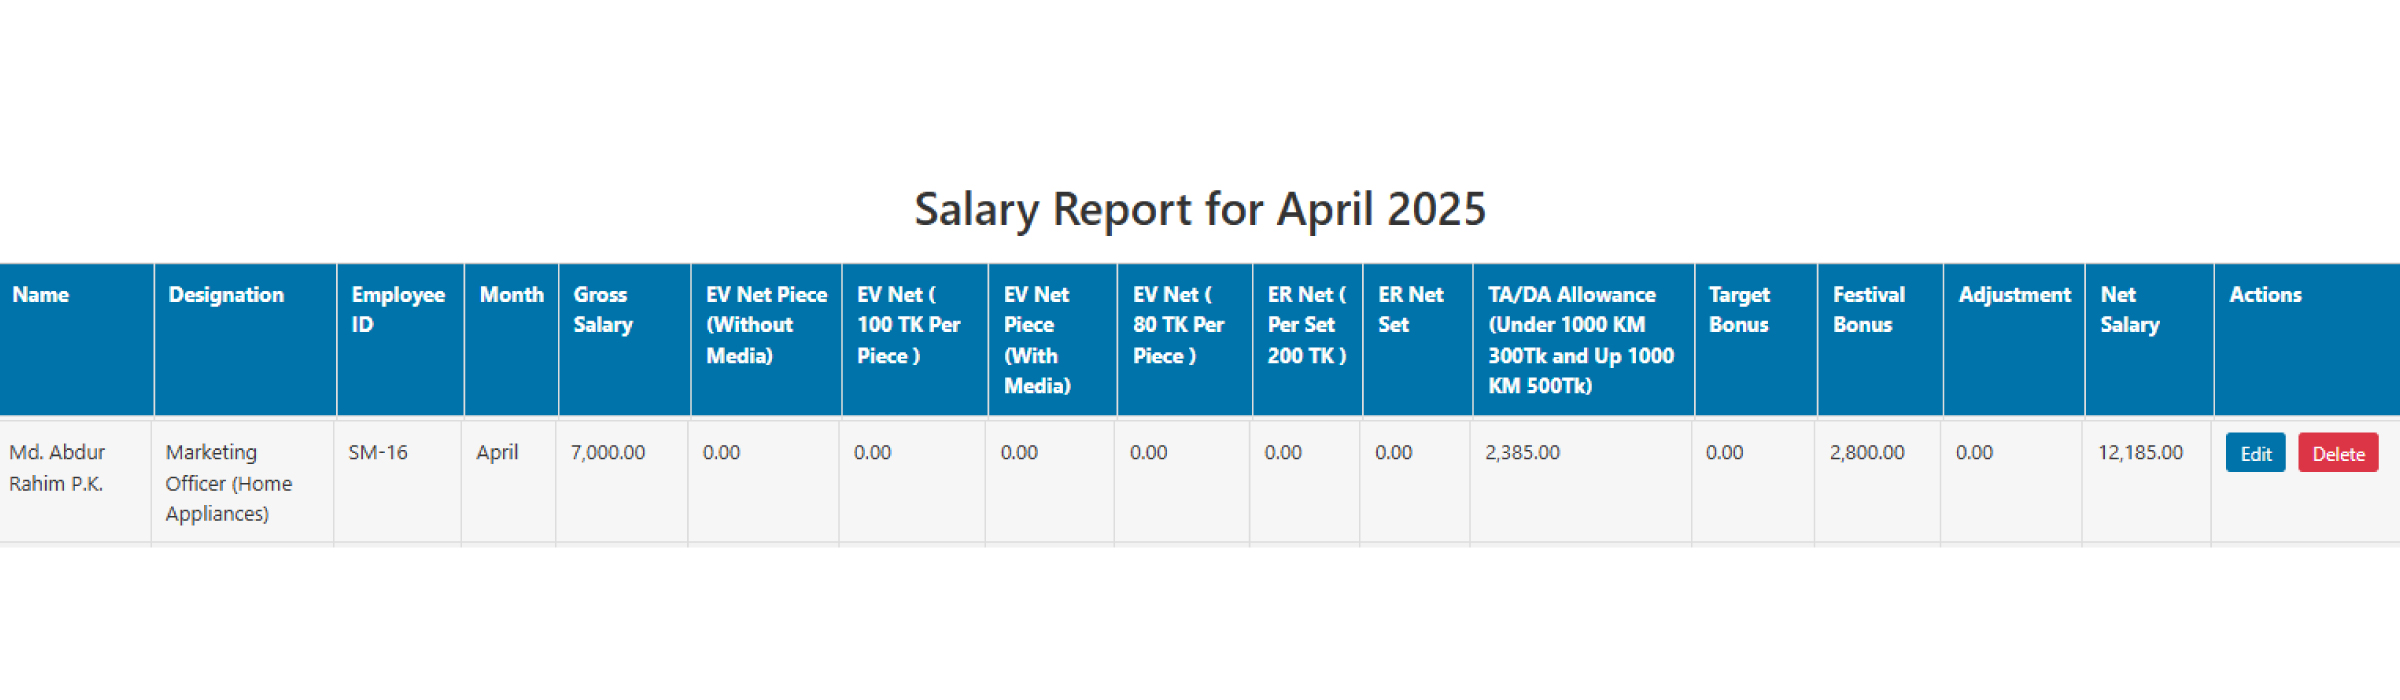 Salary Report for April 2025
Name Designation Employee ID Month Gross Salary EV Net Piece (Without Media) EV Net ( 100 TK Per Piece ) EV Net Piece (With Media) EV Net ( 80 TK Per Piece ) ER Net ( Per Set 200 TK ) ER Net Set TA/DA Allowance (Under 1000 KM 300Tk and Up 1000 KM 500Tk) Target Bonus Festival Bonus Adjustment Net Salary Actions
Md. Abdur Rahim P.K. Marketing Officer (Home Appliances) SM-16 April 7,000.00 0.00 0.00 0.00 0.00 0.00 0.00 2,385.00 0.00 2,800.00 0.00 12,185.00 Edit Delete